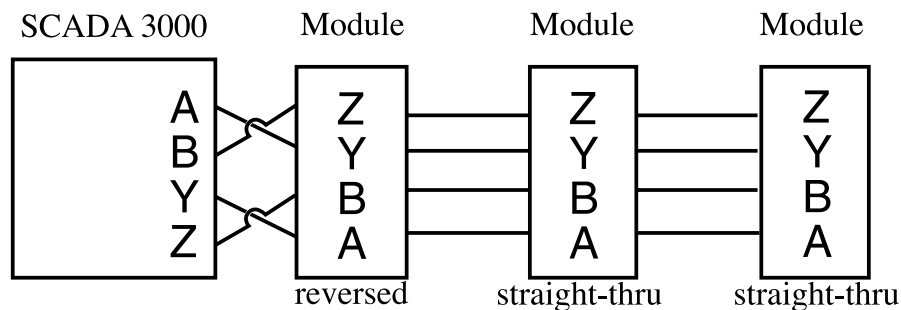 SCADA 3000
Module
Module
Module
A
B
Y
Z
Z
Y
B
A
Z
Y
B
A
Z
Y
B
A
reversed
straight-thru
straight-thru